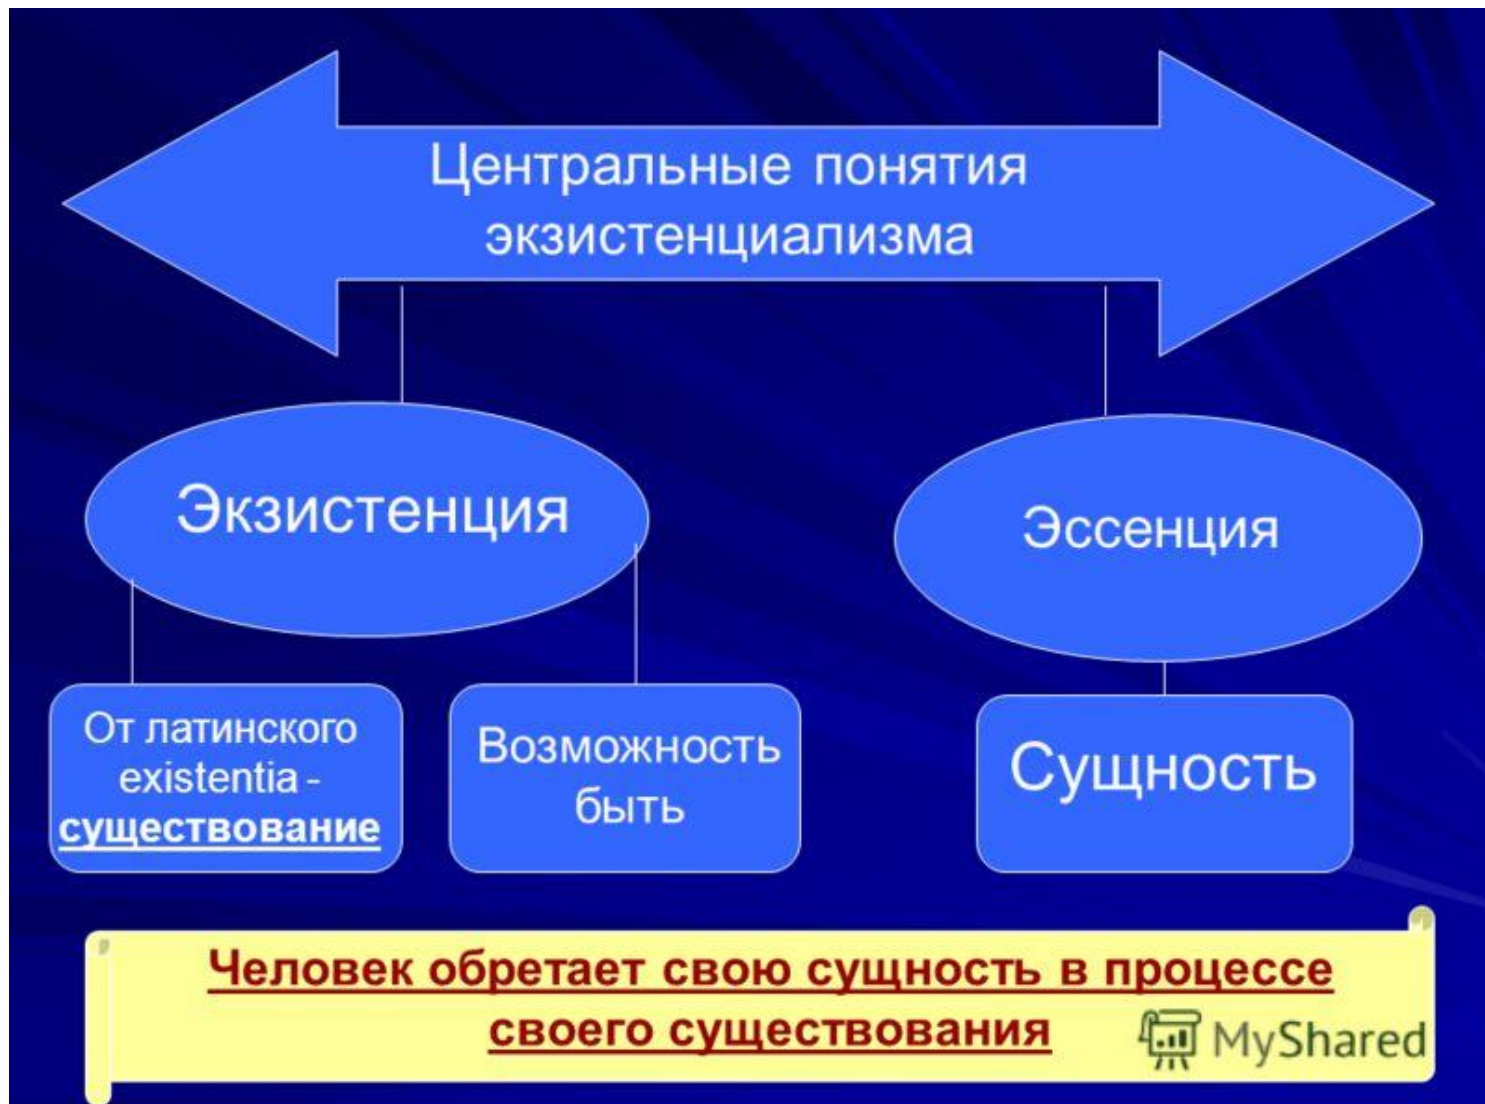 Центральные понятия
экзистенциализма
Экзистенция
Эссенция
От латинского
existentia -
существование
Возможность
быть
Сущность
Человек обретает свою сущность в процессе
своего существования
MyShared